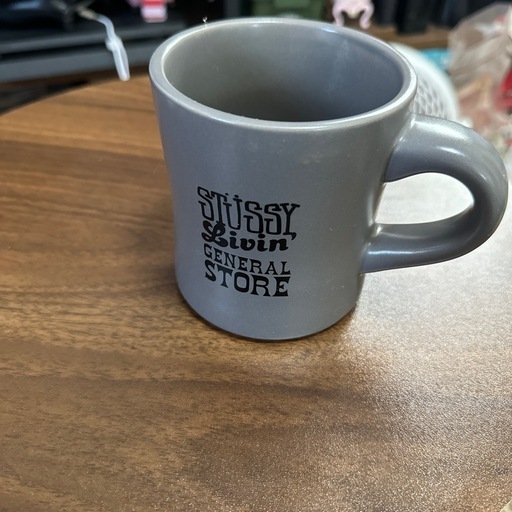 STÜSSY
Livin'
GENERAL
STORE